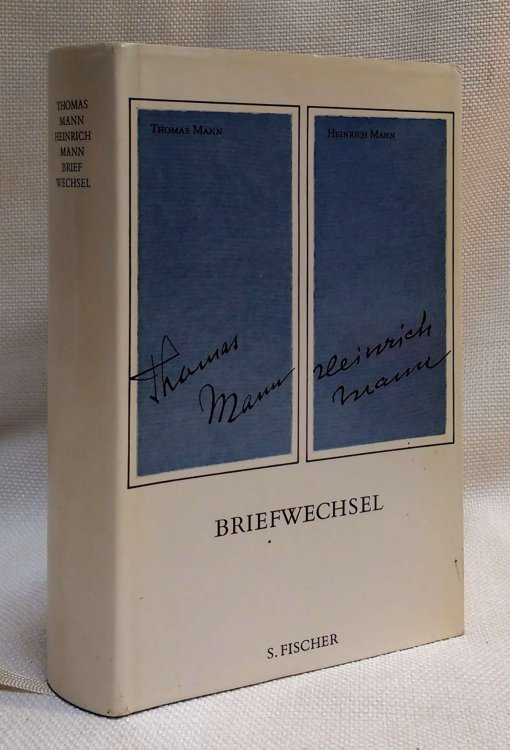 THOMAS
MANN
HEINRICH
MANN
BRIEF
WECHSEL
THOMAS MANN
Thomas
Mann
HEINRICH MANN
Heinrich
Mann
BRIEFWECHSEL
S. FISCHER